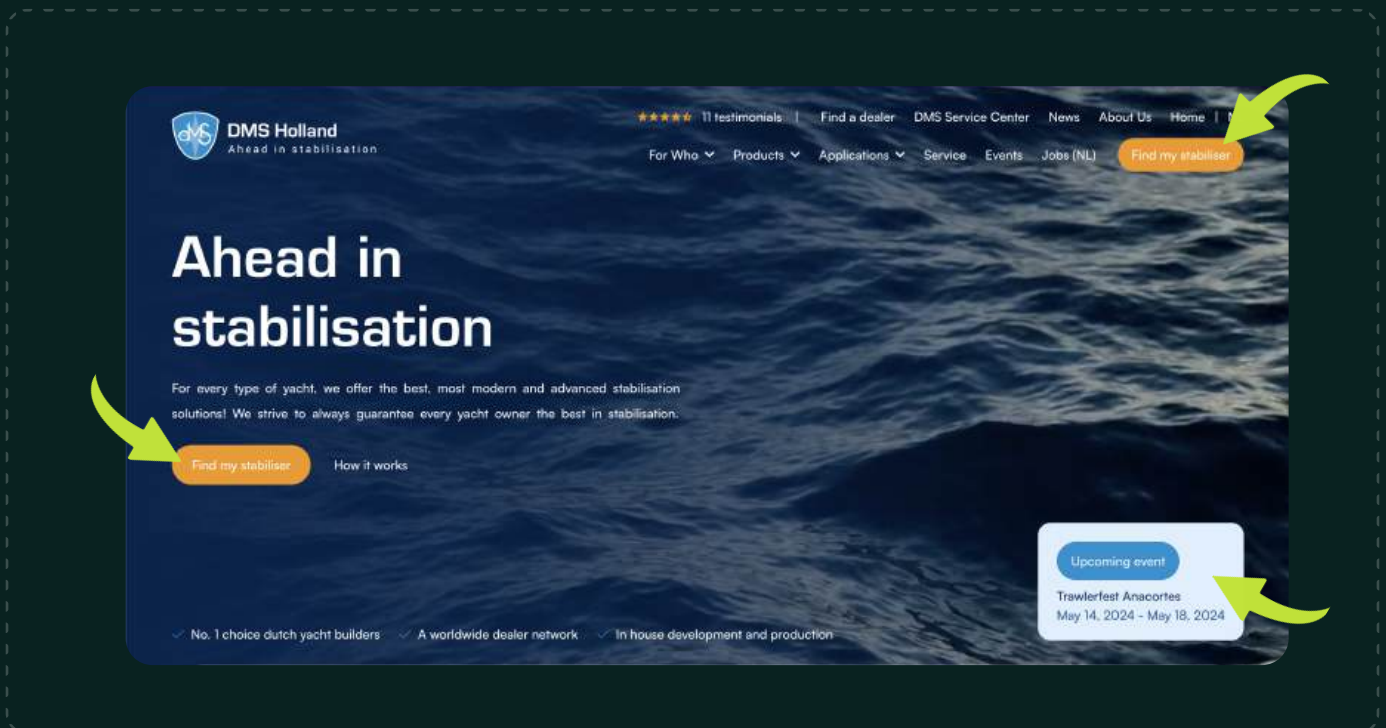 DMS
DMS Holland
Ahead in stabilisation
11 testimonials | Find a dealer DMS Service Center News About Us Home |
For Who Products Applications Service Events Jobs (NL) Find my stabiliser
Ahead in
stabilisation
For every type of yacht, we offer the best, most modern and advanced stabilisation
solutions! We strive to always guarantee every yacht owner the best in stabilisation.
Find my stabiliser How it works
Upcoming event
Trawlerfest Anacortes
May 14, 2024 - May 18, 2024
No. 1 choice dutch yacht builders A worldwide dealer network In house development and production